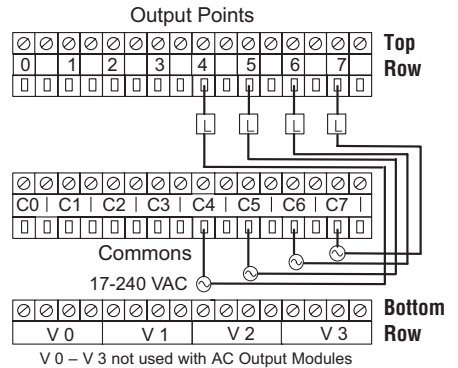 Output Points
Top
Row
0 1 2 3 4 5 6 7
L L L L
C0 | C1 | C2 | C3 | C4 | C5 | C6 | C7 |
Commons
17-240 VAC
Bottom
Row
V 0 V 1 V 2 V 3
V 0 – V 3 not used with AC Output Modules